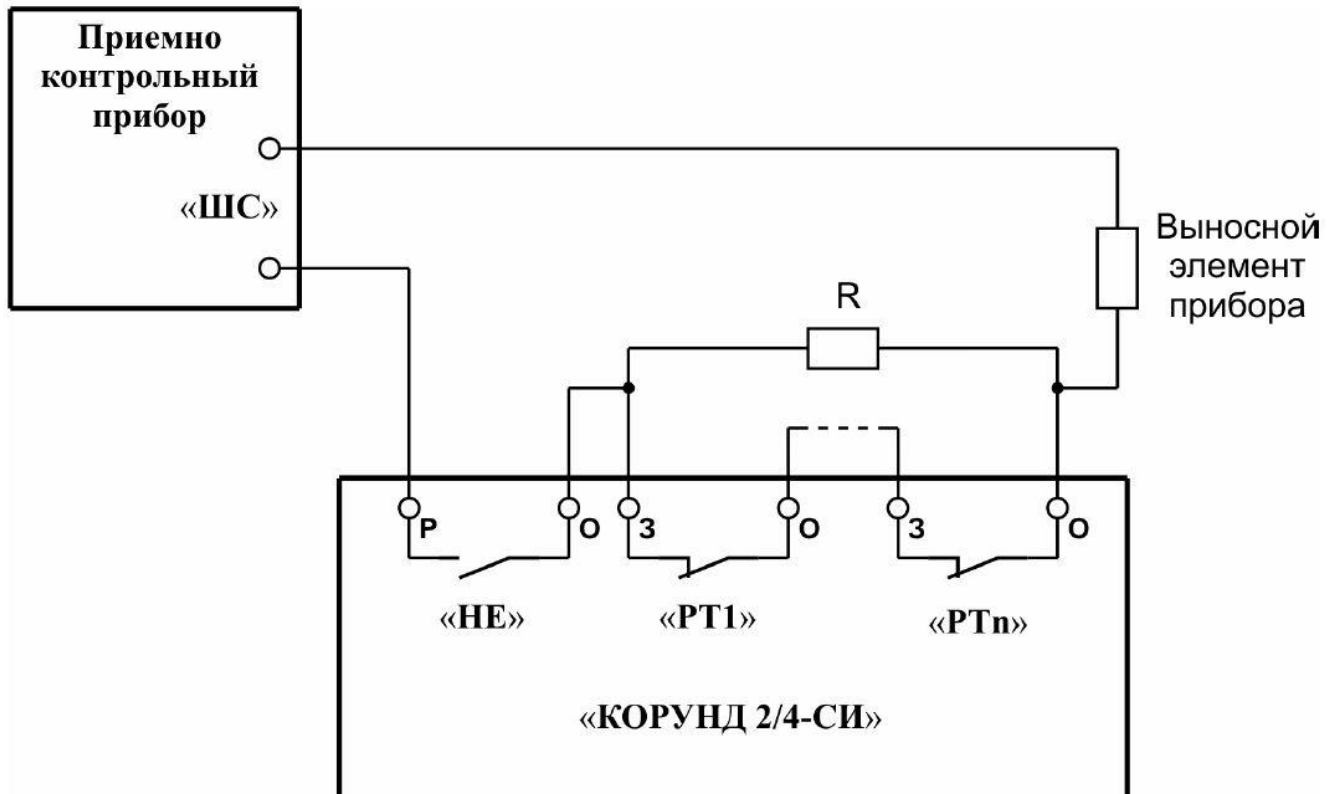 Приемно
контрольный
прибор
«ШС»
Выносной
элемент
прибора
R
Р
О
З
О
З
О
«НЕ»
«РТ1»
«РТn»
«КОРУНД 2/4-СИ»